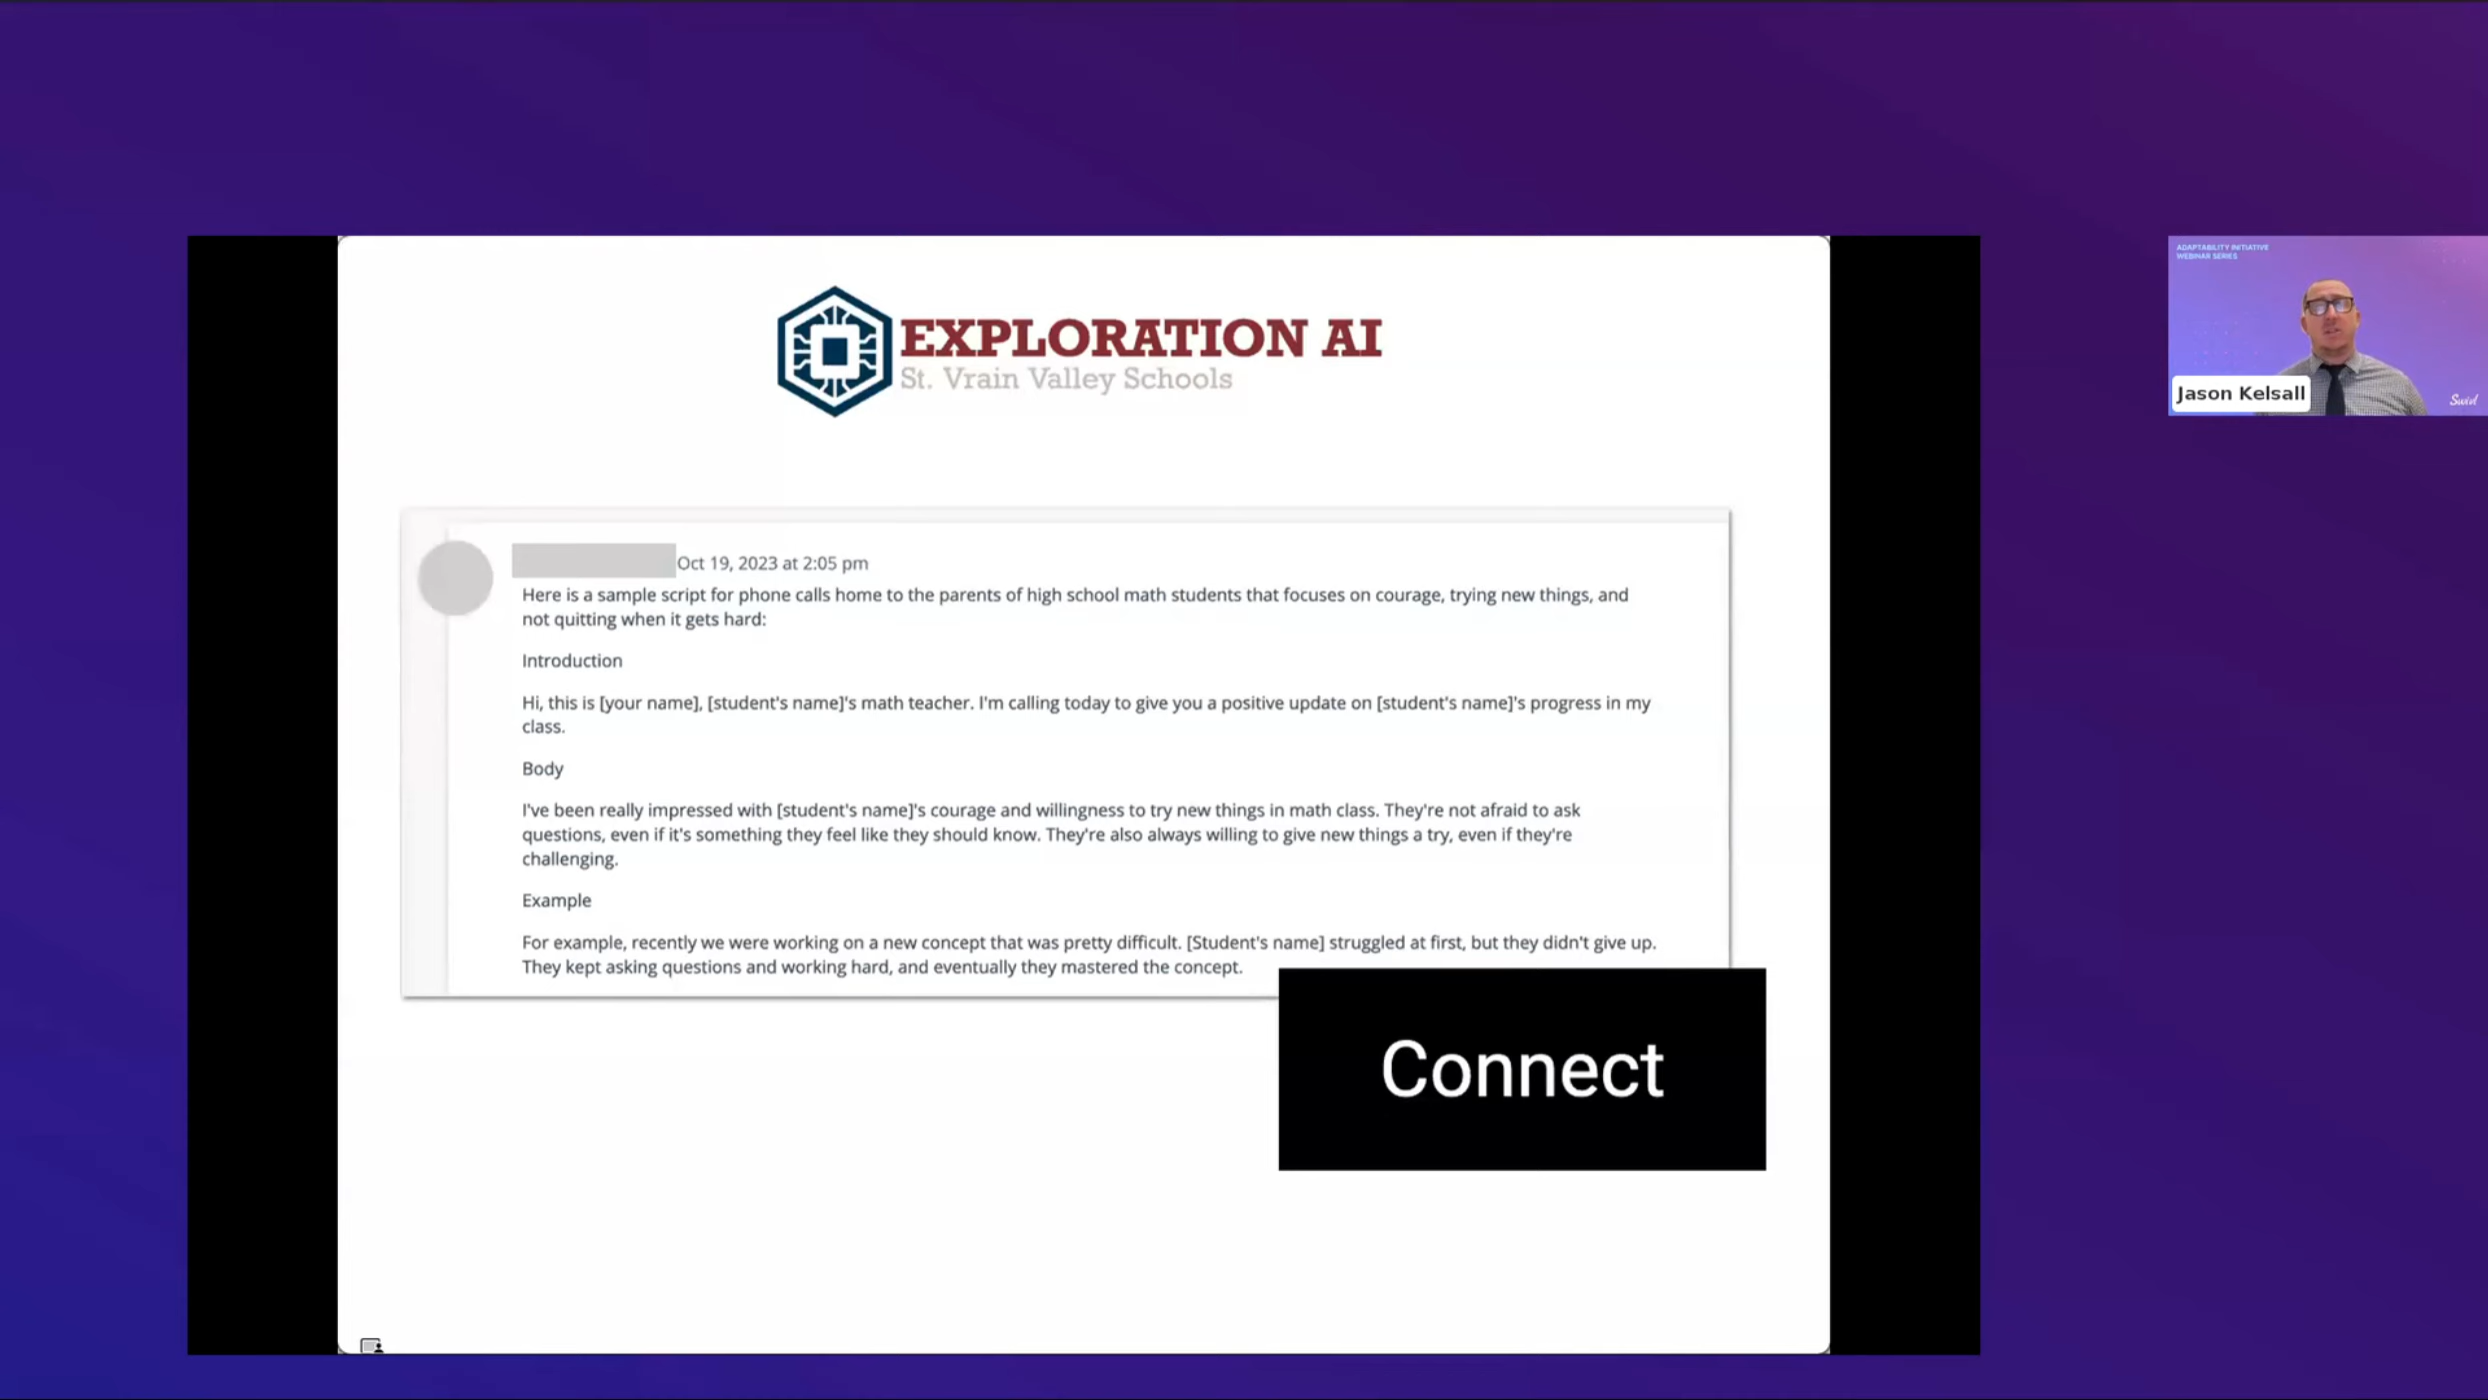 ADAPTABILITY INITIATIVE
WEBINAR SERIES
Jason Kelsall
Swivl
EXPLORATION AI
St. Vrain Valley Schools
Oct 19, 2023 at 2:05 pm
Here is a sample script for phone calls home to the parents of high school math students that focuses on courage, trying new things, and
not quitting when it gets hard:
Introduction
Hi, this is [your name], [student's name]'s math teacher. I'm calling today to give you a positive update on [student's name]'s progress in my
class.
Body
I've been really impressed with [student's name]'s courage and willingness to try new things in math class. They're not afraid to ask
questions, even if it's something they feel like they should know. They're also always willing to give new things a try, even if they're
challenging.
Example
For example, recently we were working on a new concept that was pretty difficult. [Student's name] struggled at first, but they didn't give up.
They kept asking questions and working hard, and eventually they mastered the concept.
Connect